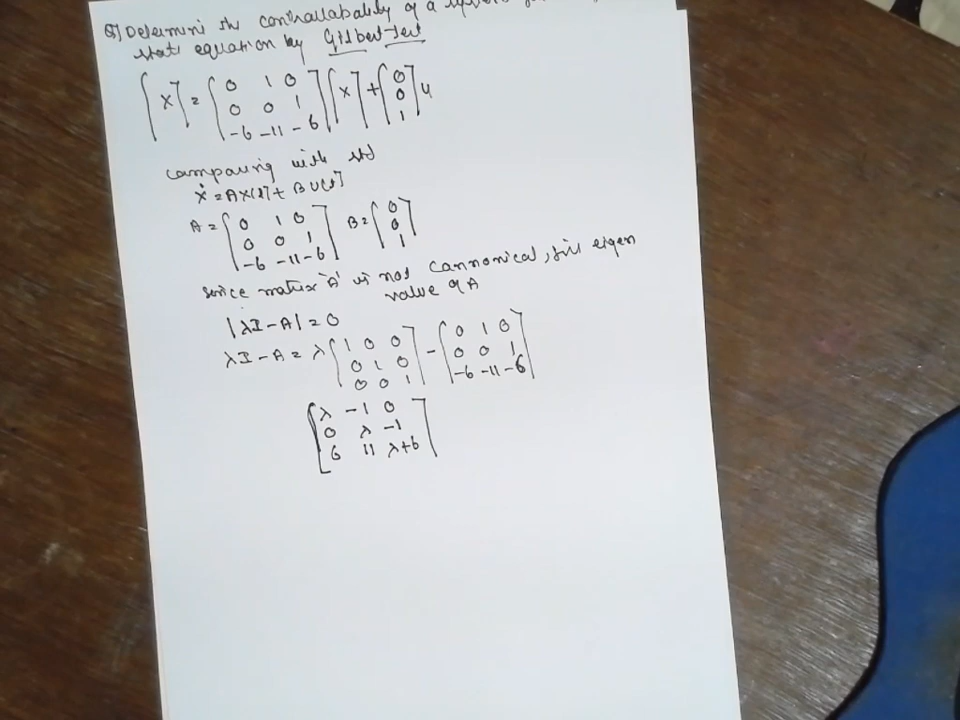 Q] Determine the contrallabality of a system
state equation by Gilbert Test
[X] = [0 1 0 [X] + [0 u
0 0 1 0
-6 -11 -6] 1]
comparing with std
Ẋ = AX(t) + BU(t)
A = [0 1 0 B = [0
0 0 1 0
-6 -11 -6] 1]
since matrix 'A' is not cannonical, eigen
value of A
|λI - A| = 0
λI - A = λ [1 0 0 - [0 1 0
0 1 0 0 0 1
0 0 1] -6 -11 -6]
[λ -1 0
0 λ -1
6 11 λ+6]